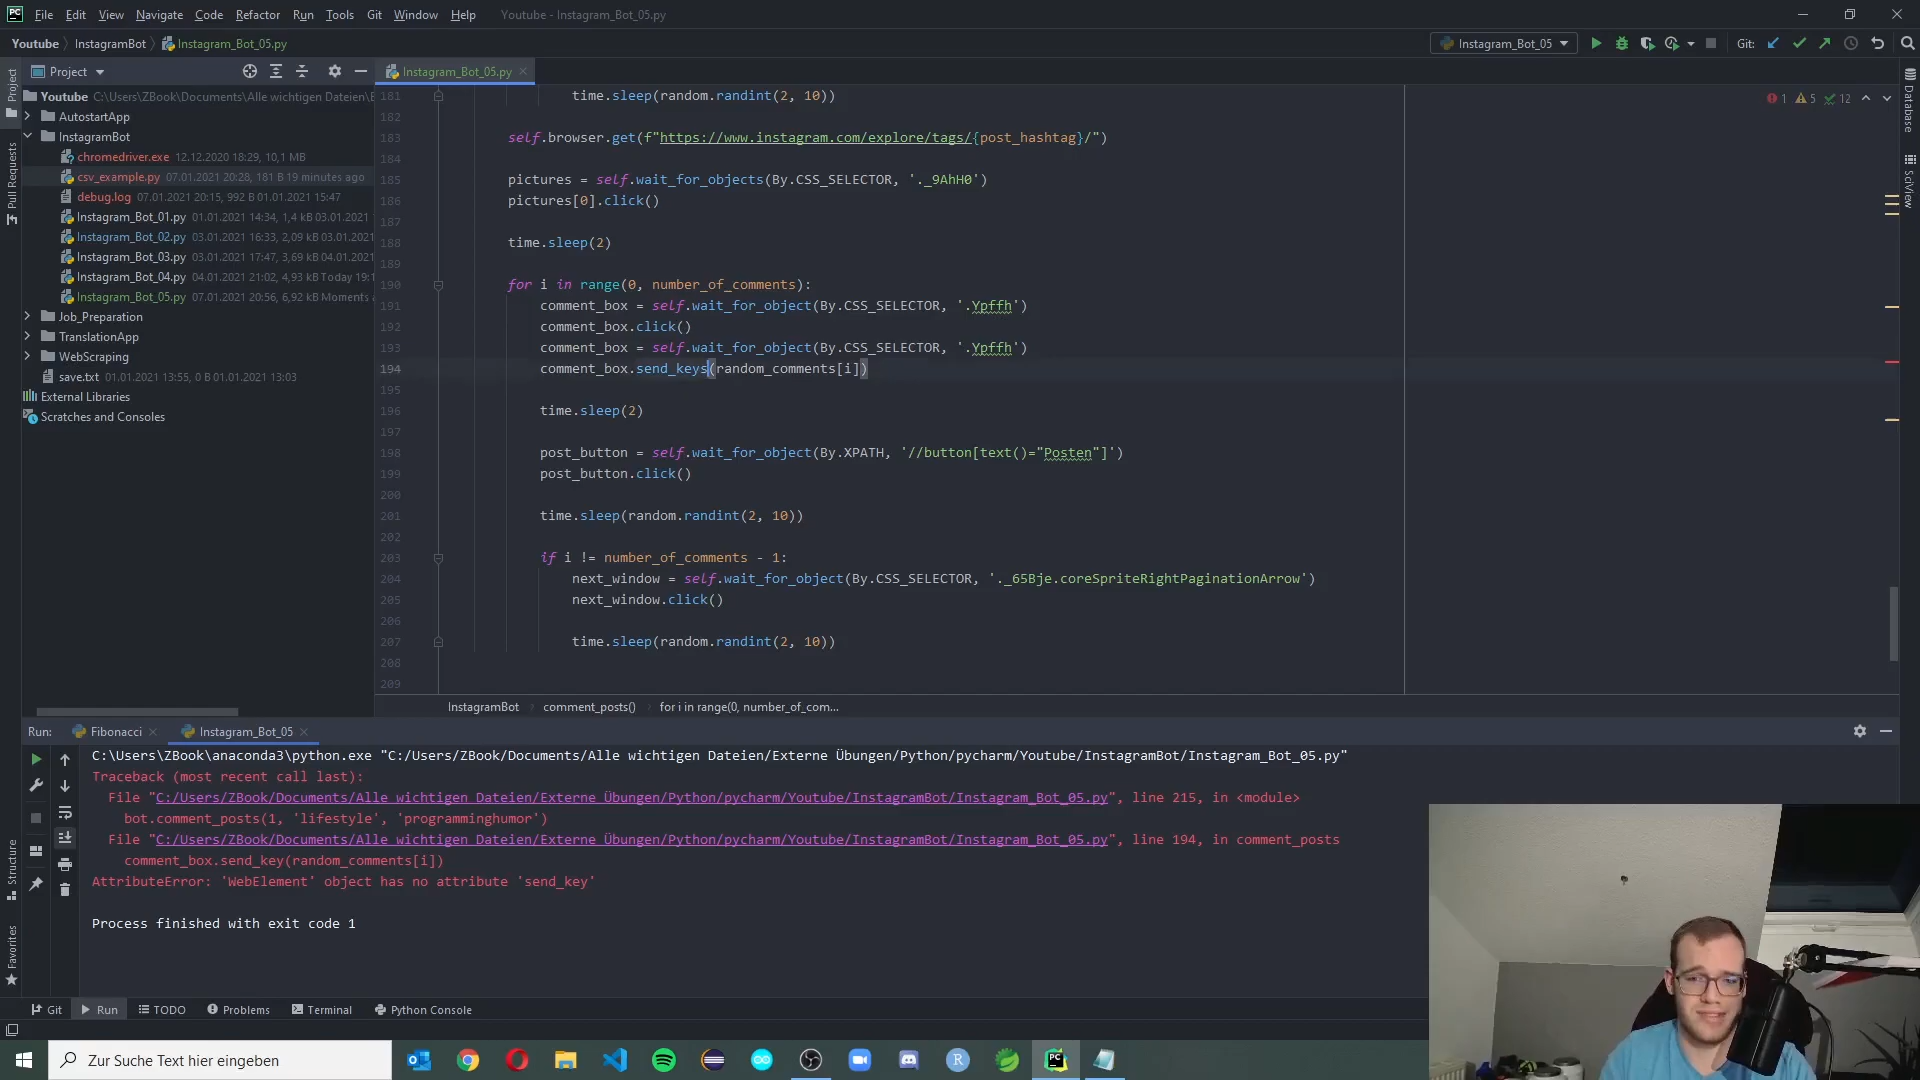 File Edit View Navigate Code Refactor Run Tools Git Window Help Youtube - Instagram_Bot_05.py
Youtube InstagramBot Instagram_Bot_05.py
Instagram_Bot_05
Git:
Project
Instagram_Bot_05.py
Youtube C:\Users\ZBook\Documents\Alle wichtigen Dateien\E
AutostartApp
InstagramBot
chromedriver.exe 12.12.2020 18:29, 10,1 MB
csv_example.py 07.01.2021 20:28, 181 B 19 minutes ago
debug.log 07.01.2021 20:15, 992 B 01.01.2021 15:47
Instagram_Bot_01.py 01.01.2021 14:34, 1,4 kB 03.01.2021
Instagram_Bot_02.py 03.01.2021 16:33, 2,09 kB 03.01.2021
Instagram_Bot_03.py 03.01.2021 17:47, 3,69 kB 04.01.2021
Instagram_Bot_04.py 04.01.2021 21:02, 4,93 kB Today 19:1
Instagram_Bot_05.py 07.01.2021 20:56, 6,92 kB Moments
Job_Preparation
TranslationApp
WebScraping
save.txt 01.01.2021 13:55, 0 B 01.01.2021 13:03
External Libraries
Scratches and Consoles
Project
Pull Requests
Structure
Favorites
181 time.sleep(random.randint(2, 10))
182
183 self.browser.get(f"https://www.instagram.com/explore/tags/{post_hashtag}/")
184
185 pictures = self.wait_for_objects(By.CSS_SELECTOR, '._9AhH0')
186 pictures[0].click()
187
188 time.sleep(2)
189
190 for i in range(0, number_of_comments):
191 comment_box = self.wait_for_object(By.CSS_SELECTOR, '.Ypffh')
192 comment_box.click()
193 comment_box = self.wait_for_object(By.CSS_SELECTOR, '.Ypffh')
194 comment_box.send_keys(random_comments[i])
195
196 time.sleep(2)
197
198 post_button = self.wait_for_object(By.XPATH, '//button[text()="Posten"]')
199 post_button.click()
200
201 time.sleep(random.randint(2, 10))
202
203 if i != number_of_comments - 1:
204 next_window = self.wait_for_object(By.CSS_SELECTOR, '._65Bje.coreSpriteRightPaginationArrow')
205 next_window.click()
206
207 time.sleep(random.randint(2, 10))
208
209
1 5 12
Database
SciView
InstagramBot comment_posts() for i in range(0, number_of_com...
Run: Fibonacci Instagram_Bot_05
C:\Users\ZBook\anaconda3\python.exe "C:/Users/ZBook/Documents/Alle wichtigen Dateien/Externe Übungen/Python/pycharm/Youtube/InstagramBot/Instagram_Bot_05.py"
Traceback (most recent call last):
File "C:/Users/ZBook/Documents/Alle wichtigen Dateien/Externe Übungen/Python/pycharm/Youtube/InstagramBot/Instagram_Bot_05.py", line 215, in <module>
bot.comment_posts(1, 'lifestyle', 'programminghumor')
File "C:/Users/ZBook/Documents/Alle wichtigen Dateien/Externe Übungen/Python/pycharm/Youtube/InstagramBot/Instagram_Bot_05.py", line 194, in comment_posts
comment_box.send_key(random_comments[i])
AttributeError: 'WebElement' object has no attribute 'send_key'
Process finished with exit code 1
Git Run TODO Problems Terminal Python Console
Zur Suche Text hier eingeben